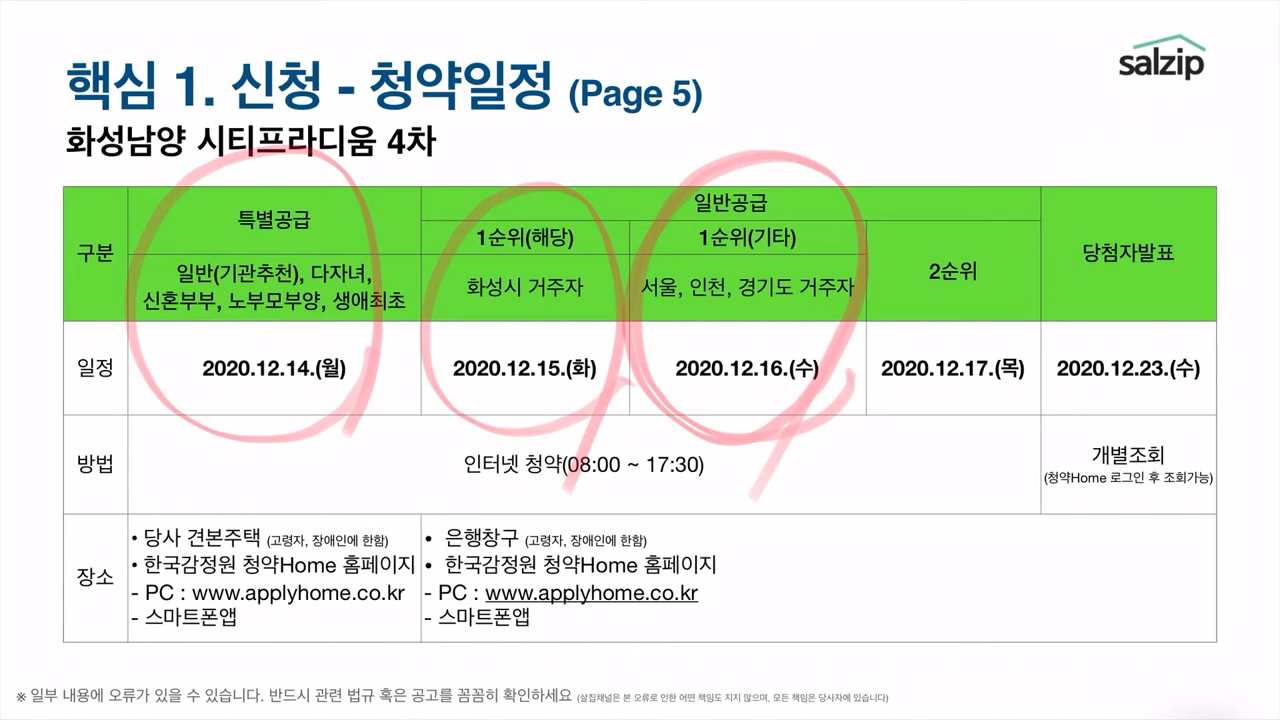 핵심 1. 신청 - 청약일정 (Page 5)
salzip
화성남양 시티프라디움 4차
구분
특별공급
일반공급
당첨자발표
1순위(해당)
1순위(기타)
2순위
일반(기관추천), 다자녀,
신혼부부, 노부모부양, 생애최초
화성시 거주자
서울, 인천, 경기도 거주자
일정
2020.12.14.(월)
2020.12.15.(화)
2020.12.16.(수)
2020.12.17.(목)
2020.12.23.(수)
방법
인터넷 청약(08:00 ~ 17:30)
개별조회
(청약Home 로그인 후 조회가능)
장소
• 당사 견본주택 (고령자, 장애인에 한함)
• 한국감정원 청약Home 홈페이지
- PC : www.applyhome.co.kr
- 스마트폰앱
• 은행창구 (고령자, 장애인에 한함)
• 한국감정원 청약Home 홈페이지
- PC : www.applyhome.co.kr
- 스마트폰앱
※ 일부 내용에 오류가 있을 수 있습니다. 반드시 관련 법규 혹은 공고를 꼼꼼히 확인하세요 (살집채널은 본 오류로 인한 어떤 책임도 지지 않으며, 모든 책임은 당사자에 있습니다)